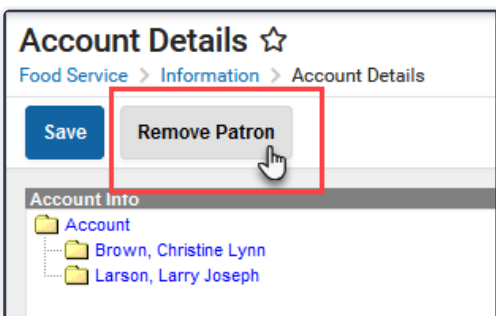 Account Details ☆
Food Service > Information > Account Details
Save Remove Patron
Account Info
Account
Brown, Christine Lynn
Larson, Larry Joseph